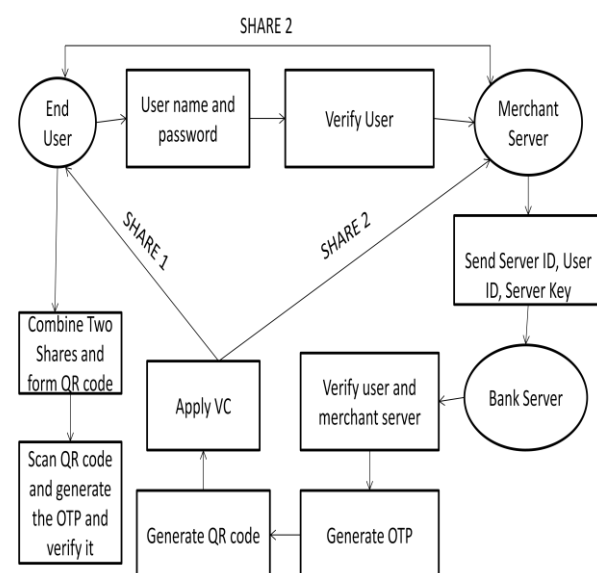 SHARE 2
End
User
User name and
password
Verify User
Merchant
Server
SHARE 1
SHARE 2
Send Server ID, User
ID, Server Key
Combine Two
Shares and
form QR code
Apply VC
Verify user and
merchant server
Bank Server
Scan QR code
and generate
the OTP and
verify it
Generate QR code
Generate OTP